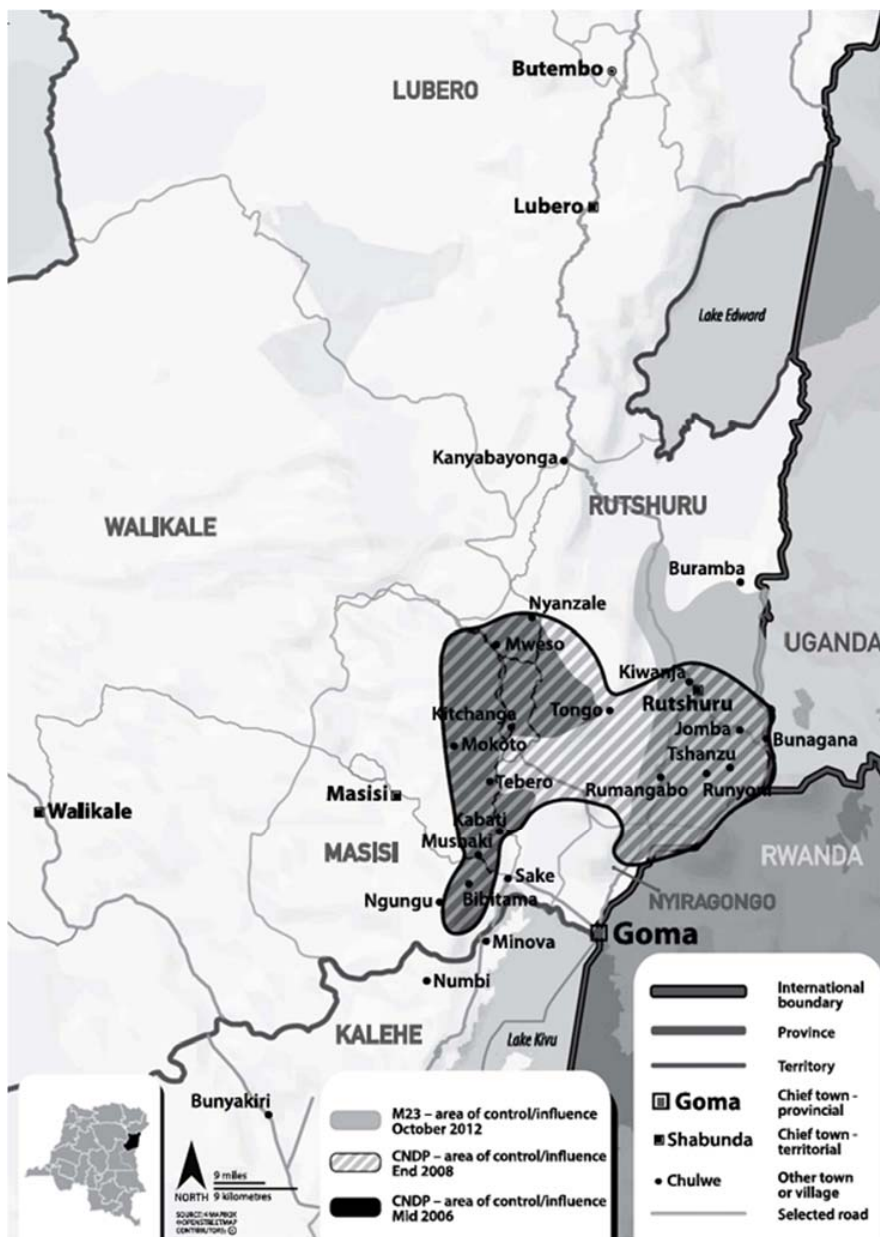 Butembo
LUBERO
Lubero
Lake Edward
Kanyabayonga
RUTSHURU
WALIKALE
Buramba
Nyanzale
UGANDA
Mweso
Kiwanja
Rutshuru
Kitchanga
Tongo
Jomba
Bunagana
Mokoto
Tshanzu
Tebero
Rumangabo
Runyoni
Masisi
Walikale
Kabati
Mushaki
MASISI
RWANDA
Sake
Ngungu
Bibitama
NYIRAGONGO
Goma
Minova
Numbi
KALEHE
Lake Kivu
Bunyakiri
9 miles
NORTH
9 kilometres
SOURCE: © MAPBOX
© OPENSTREETMAP
CONTRIBUTORS;
M23 – area of control/influence
October 2012
CNDP – area of control/influence
End 2008
CNDP – area of control/influence
Mid 2006
International
boundary
Province
Territory
Goma
Chief town -
provincial
Shabunda
Chief town -
territorial
Chulwe
Other town
or village
Selected road